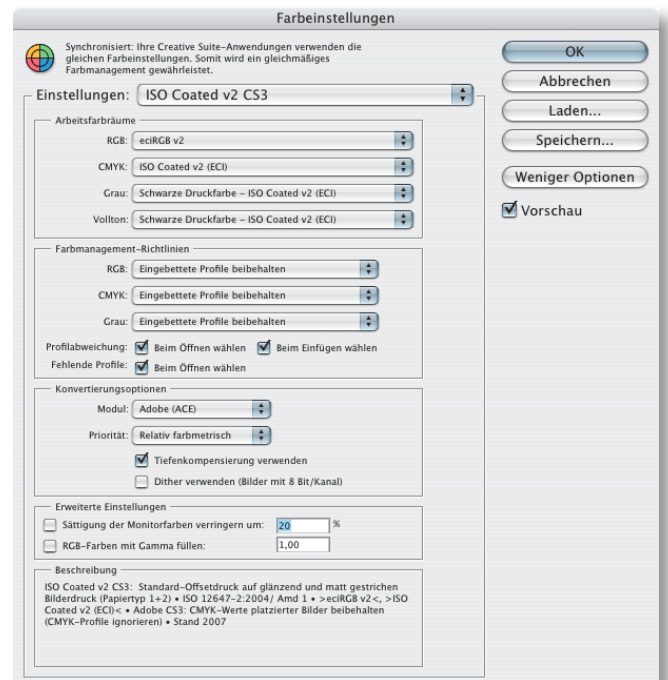 Farbeinstellungen
Synchronisiert: Ihre Creative Suite-Anwendungen verwenden die
gleichen Farbeinstellungen. Somit wird ein gleichmäßiges
Farbmanagement gewährleistet.
Einstellungen: ISO Coated v2 CS3
Arbeitsfarbräume
RGB: eciRGB v2
CMYK: ISO Coated v2 (ECI)
Grau: Schwarze Druckfarbe – ISO Coated v2 (ECI)
Vollton: Schwarze Druckfarbe – ISO Coated v2 (ECI)
Farbmanagement-Richtlinien
RGB: Eingebettete Profile beibehalten
CMYK: Eingebettete Profile beibehalten
Grau: Eingebettete Profile beibehalten
Profilabweichung: Beim Öffnen wählen Beim Einfügen wählen
Fehlende Profile: Beim Öffnen wählen
Konvertierungsoptionen
Modul: Adobe (ACE)
Priorität: Relativ farbmetrisch
Tiefenkompensierung verwenden
Dither verwenden (Bilder mit 8 Bit/Kanal)
Erweiterte Einstellungen
Sättigung der Monitorfarben verringern um: 20 %
RGB-Farben mit Gamma füllen: 1,00
Beschreibung
ISO Coated v2 CS3: Standard-Offsetdruck auf glänzend und matt gestrichen
Bilderdruck (Papiertyp 1+2) • ISO 12647-2:2004/ Amd 1 • >eciRGB v2<, >ISO
Coated v2 (ECI)< • Adobe CS3: CMYK-Werte platzierter Bilder beibehalten
(CMYK-Profile ignorieren) • Stand 2007
OK
Abbrechen
Laden...
Speichern...
Weniger Optionen
Vorschau